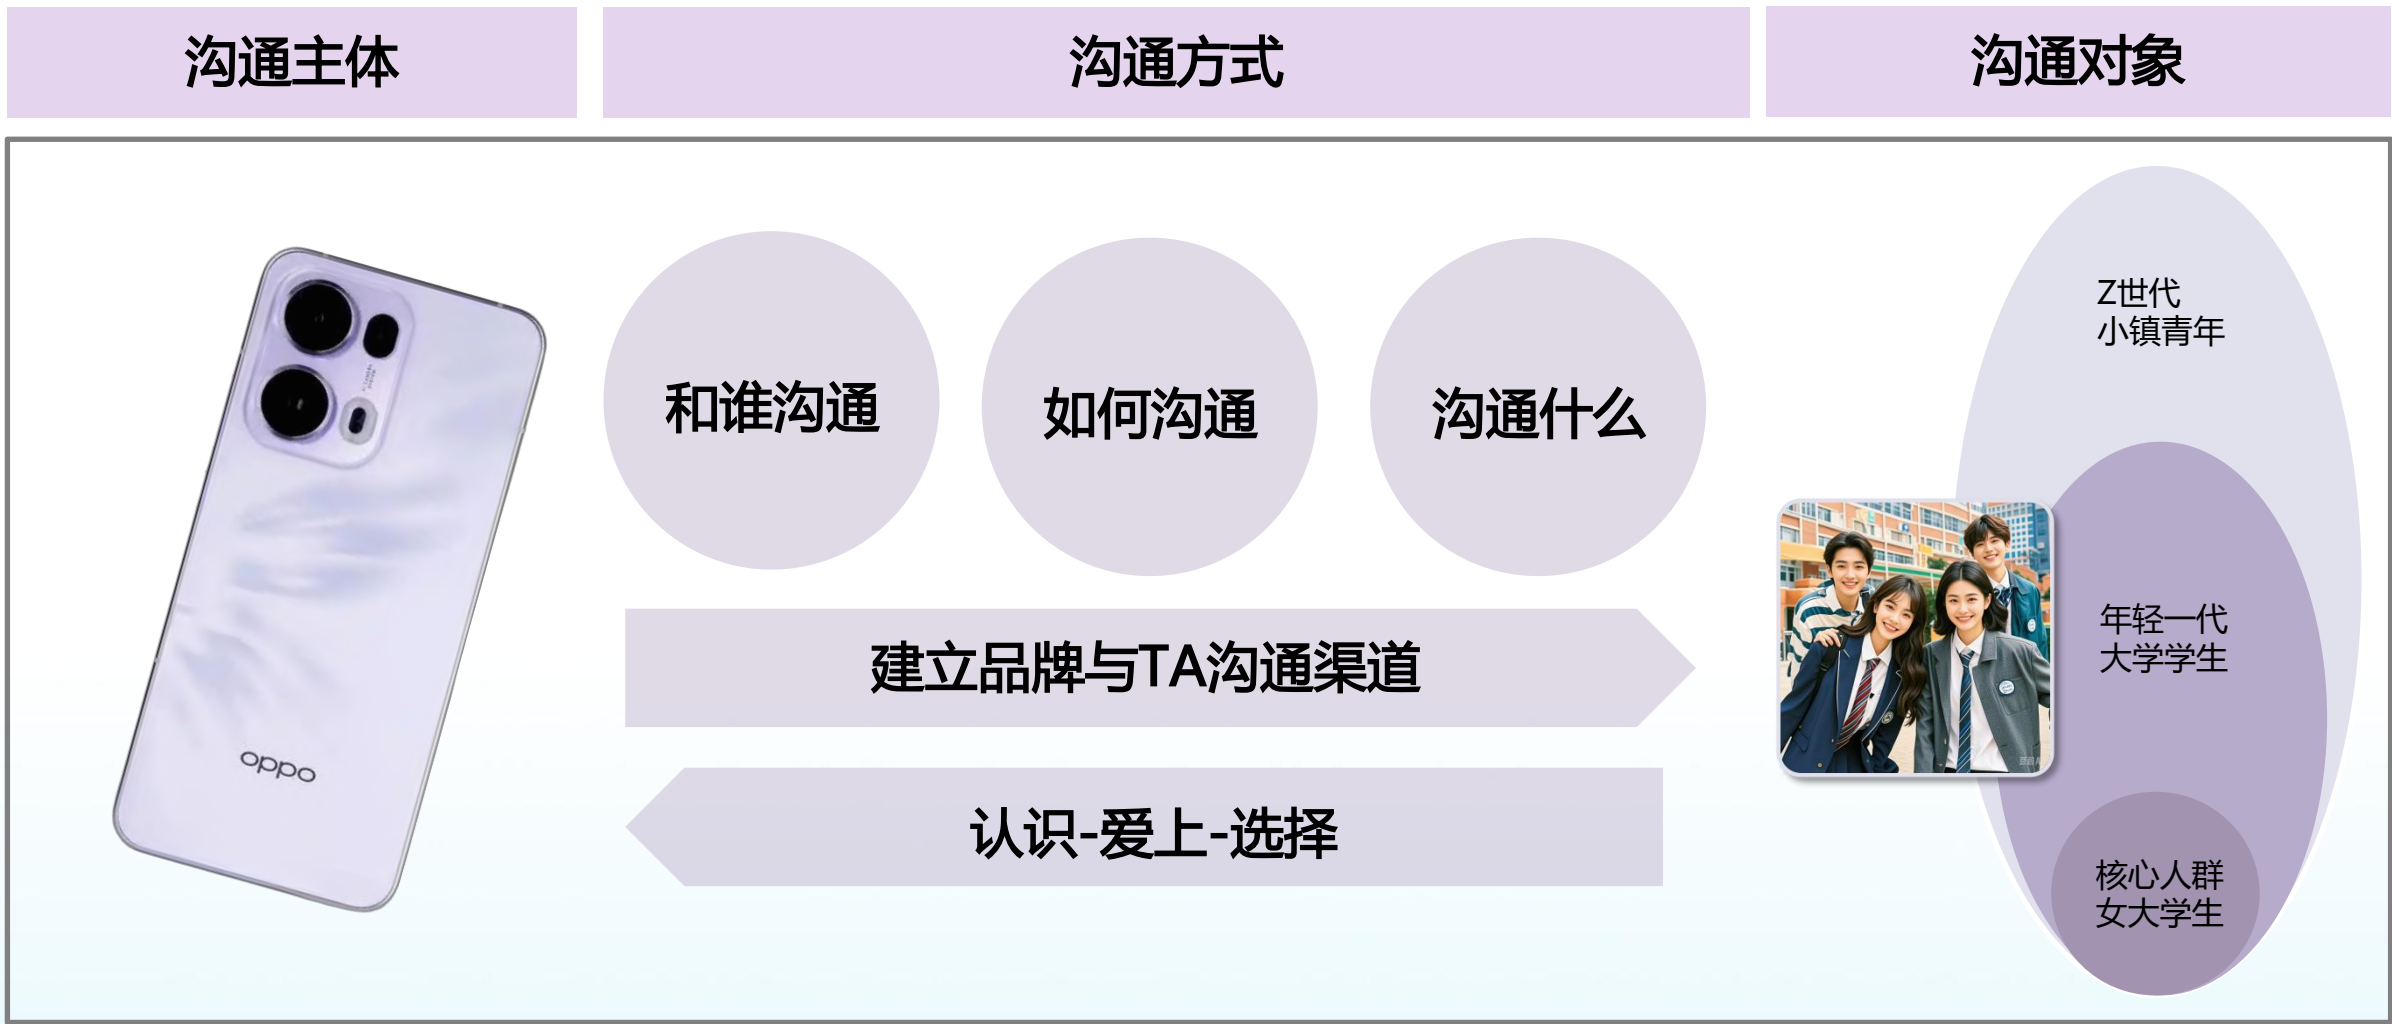 沟通主体
沟通方式
沟通对象
和谁沟通
如何沟通
沟通什么
建立品牌与TA沟通渠道
认识-爱上-选择
oppo
Z世代
小镇青年
年轻一代
大学学生
核心人群
女大学生